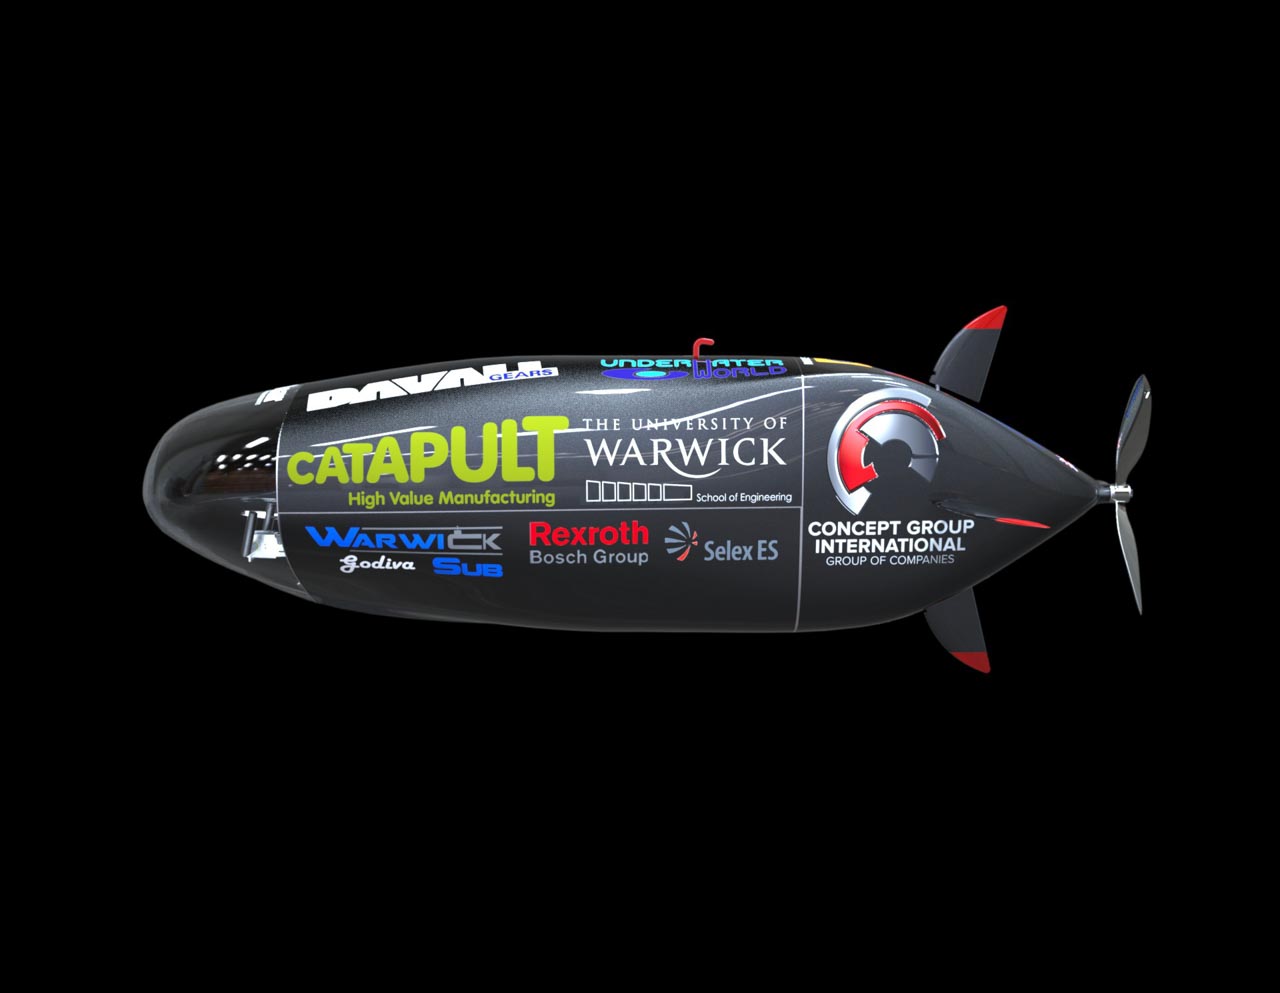 DAVALL
GEARS
UNDERWATER
WORLD
CATAPULT
High Value Manufacturing
THE UNIVERSITY OF
WARWICK
School of Engineering
WARWICK
Godiva SUB
Rexroth
Bosch Group
Selex ES
CONCEPT GROUP
INTERNATIONAL
GROUP OF COMPANIES